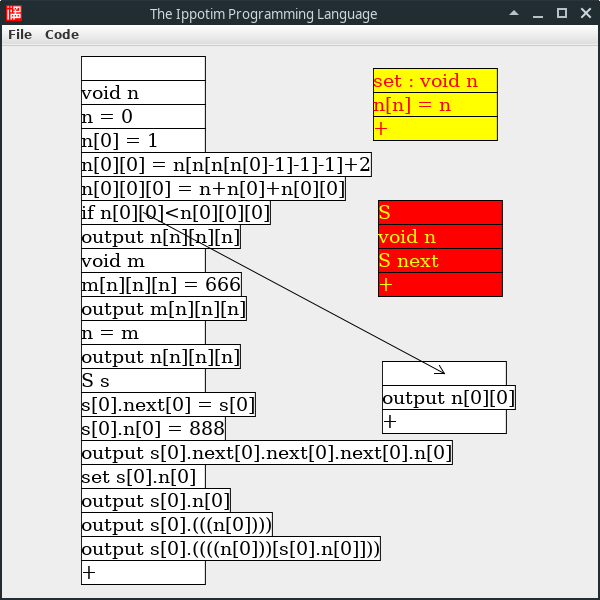 The Ippotim Programming Language
File Code
void n
n = 0
n[0] = 1
n[0][0] = n[n[n[n[0]-1]-1]-1]+2
n[0][0][0] = n+n[0]+n[0][0]
if n[0][0]<n[0][0][0]
output n[n][n][n]
void m
m[n][n][n] = 666
output m[n][n][n]
n = m
output n[n][n][n]
S s
s[0].next[0] = s[0]
s[0].n[0] = 888
output s[0].next[0].next[0].next[0].n[0]
set s[0].n[0]
output s[0].n[0]
output s[0].(((n[0])))
output s[0].((((n[0]))[s[0].n[0]]))
+
set : void n
n[n] = n
+
S
void n
S next
+
output n[0][0]
+